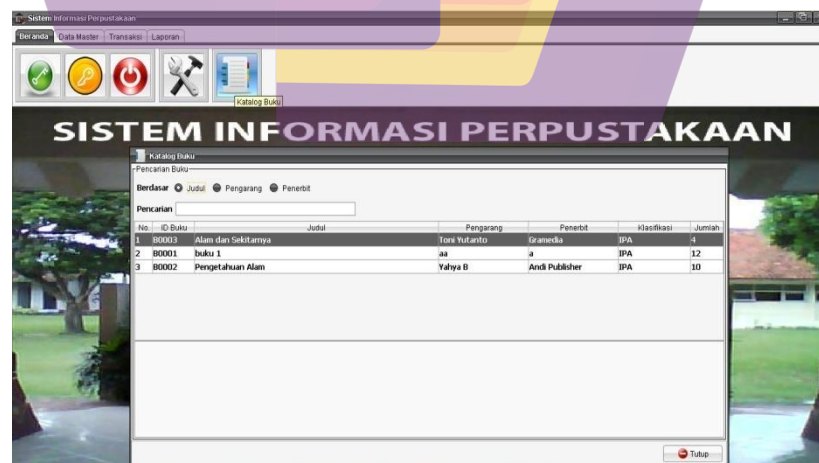 Sistem Informasi Perpustakaan
Beranda Data Master Transaksi Laporan
Katalog Buku
SISTEM INFORMASI PERPUSTAKAAN
Katalog Buku
Pencarian Buku
Berdasar Judul Pengarang Penerbit
Pencarian
No. ID Buku Judul Pengarang Penerbit Klasifikasi Jumlah
1 B0003 Alam dan Sekitarnya Toni Yutanto Gramedia IPA 4
2 B0001 buku 1 aa a IPA 12
3 B0002 Pengetahuan Alam Yahya B Andi Publisher IPA 10
Tutup